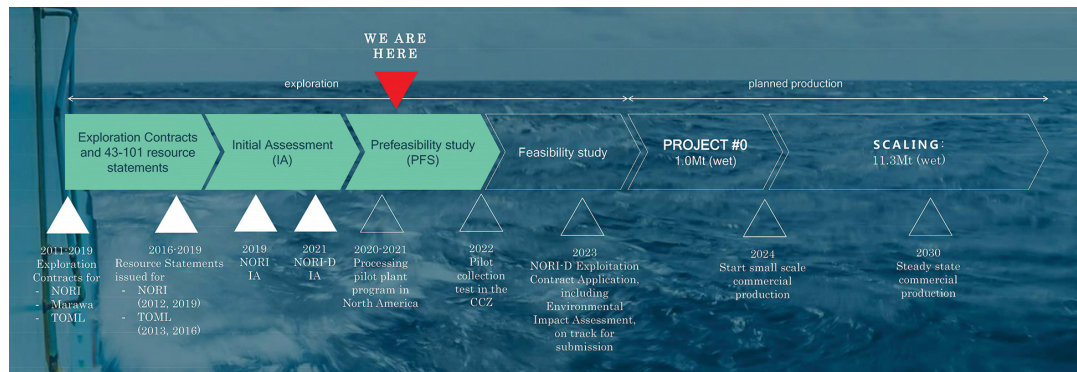 WE ARE
HERE
exploration
planned production
Exploration Contracts
and 43-101 resource
statements
Initial Assessment
(IA)
Prefeasibility study
(PFS)
Feasibility study
PROJECT #0
1.0Mt (wet)
SCALING:
11.3Mt (wet)
2011-2019
Exploration
Contracts for
- NORI
- Marawa
- TOML
2016-2019
Resource Statements
issued for
- NORI
(2012, 2019)
- TOML
(2013, 2016)
2019
NORI
IA
2021
NORI-D
IA
2020-2021
Processing
pilot plant
program in
North America
2022
Pilot
collection
test in the
CCZ
2023
NORI-D Exploitation
Contract Application,
including
Environmental
Impact Assessment,
on track for
submission
2024
Start small scale
commercial
production
2030
Steady state
commercial
production